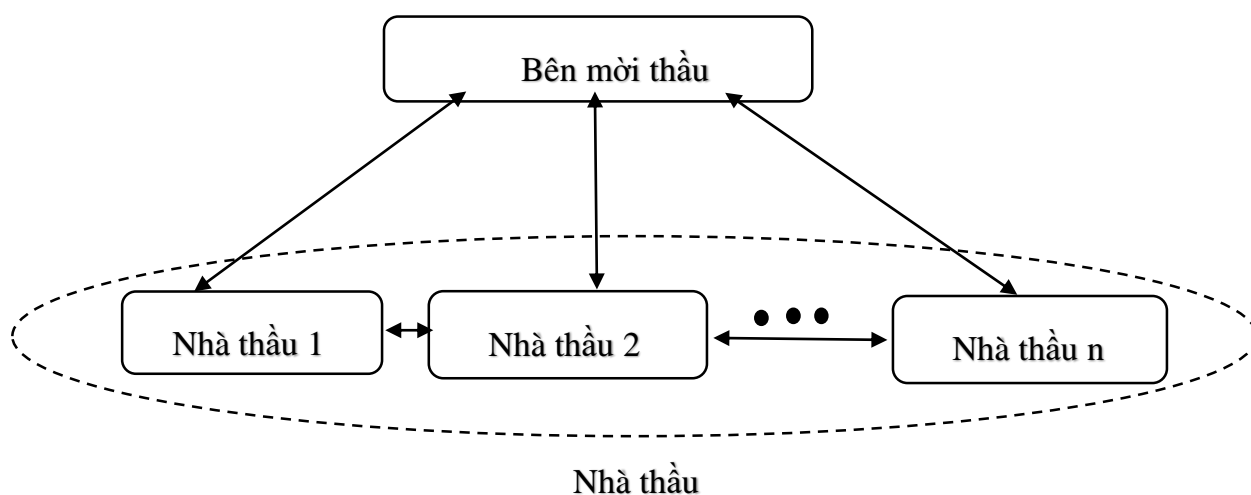 Bên mời thầu
Nhà thầu 1
Nhà thầu 2
Nhà thầu n
Nhà thầu